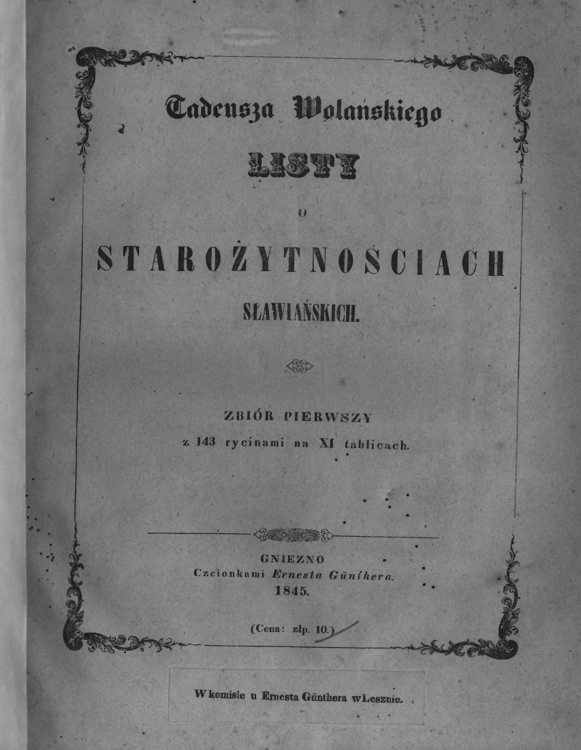 Tadeusza Wolańskiego
LISTY
O
STAROŻYTNOŚCIACH
SŁAWIAŃSKICH.
ZBIÓR PIERWSZY
z 143 rycinami na XI tablicach.
GNIEZNO
Czcionkami Ernesta Günthera.
1845.
(Cena: złp. 10.)
W komisie u Ernesta Günthera w Lesznie.